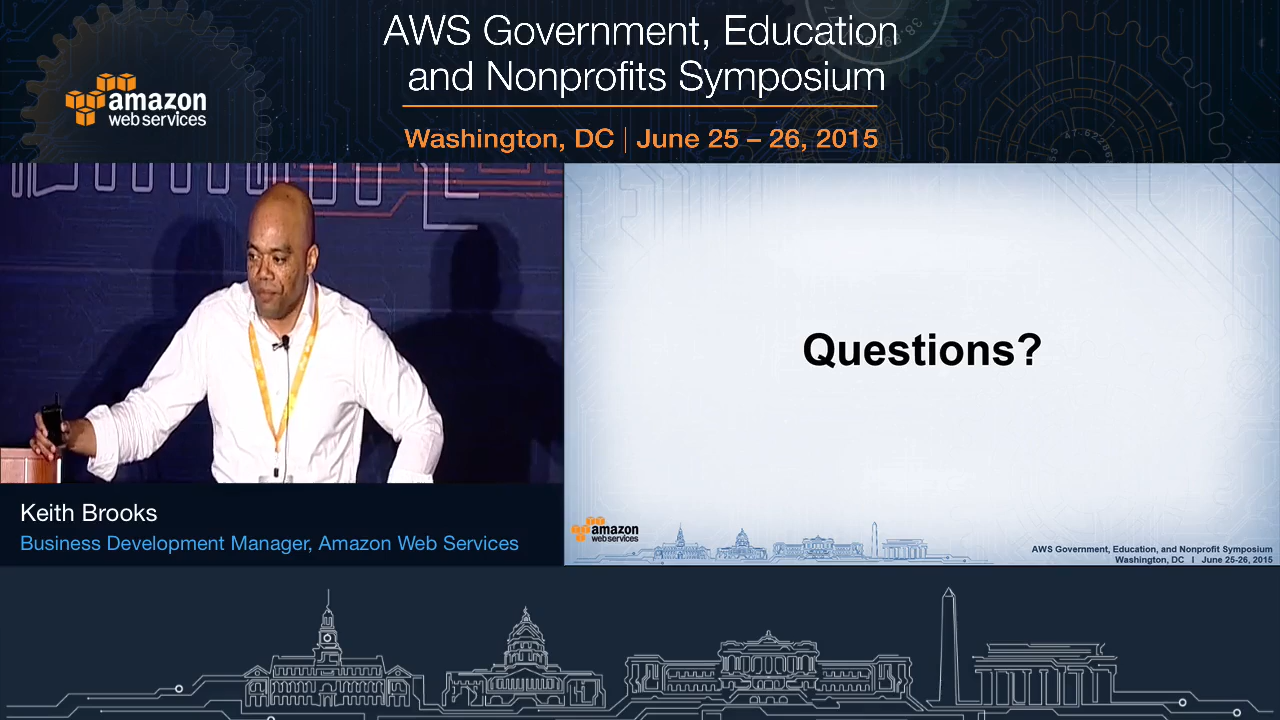 AWS Government, Education
and Nonprofits Symposium
amazon
web services
Washington, DC | June 25 – 26, 2015
Questions?
Keith Brooks
Business Development Manager, Amazon Web Services
amazon
web services
AWS Government, Education, and Nonprofit Symposium
Washington, DC I June 25-26, 2015